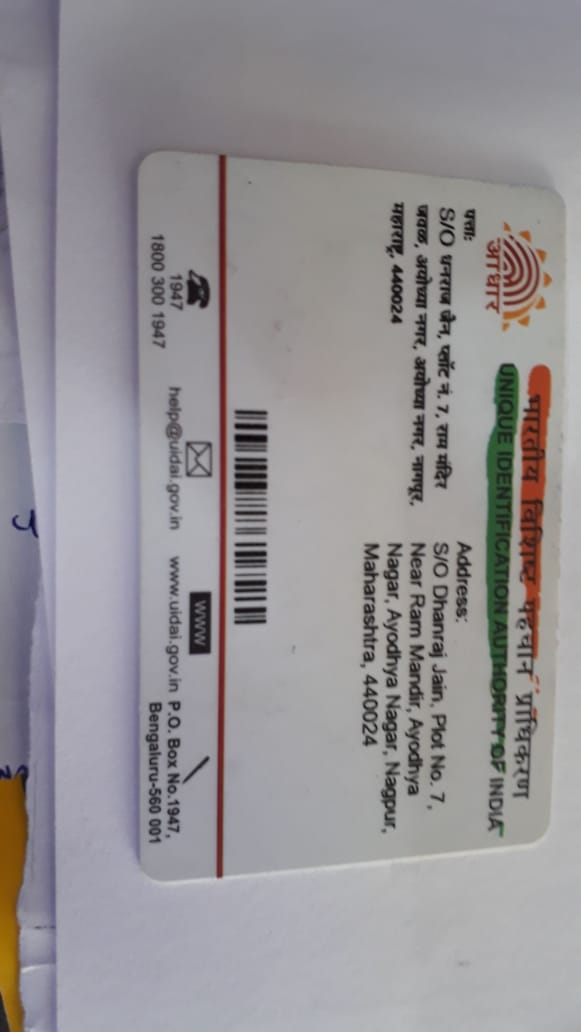 भारतीय विशिष्ट पहचान प्राधिकरण
UNIQUE IDENTIFICATION AUTHORITY OF INDIA
आधार
पत्ता:
S/O धनराज जैन, प्लॉट नं. 7, राम मंदिर
जवळ, अयोध्या नगर, अयोध्या नगर, नागपूर,
महाराष्ट्र, 440024
Address:
S/O Dhanraj Jain, Plot No. 7,
Near Ram Mandir, Ayodhya
Nagar, Ayodhya Nagar, Nagpur,
Maharashtra, 440024
1947
1800 300 1947
help@uidai.gov.in
WWW
www.uidai.gov.in
P.O. Box No.1947,
Bengaluru-560 001